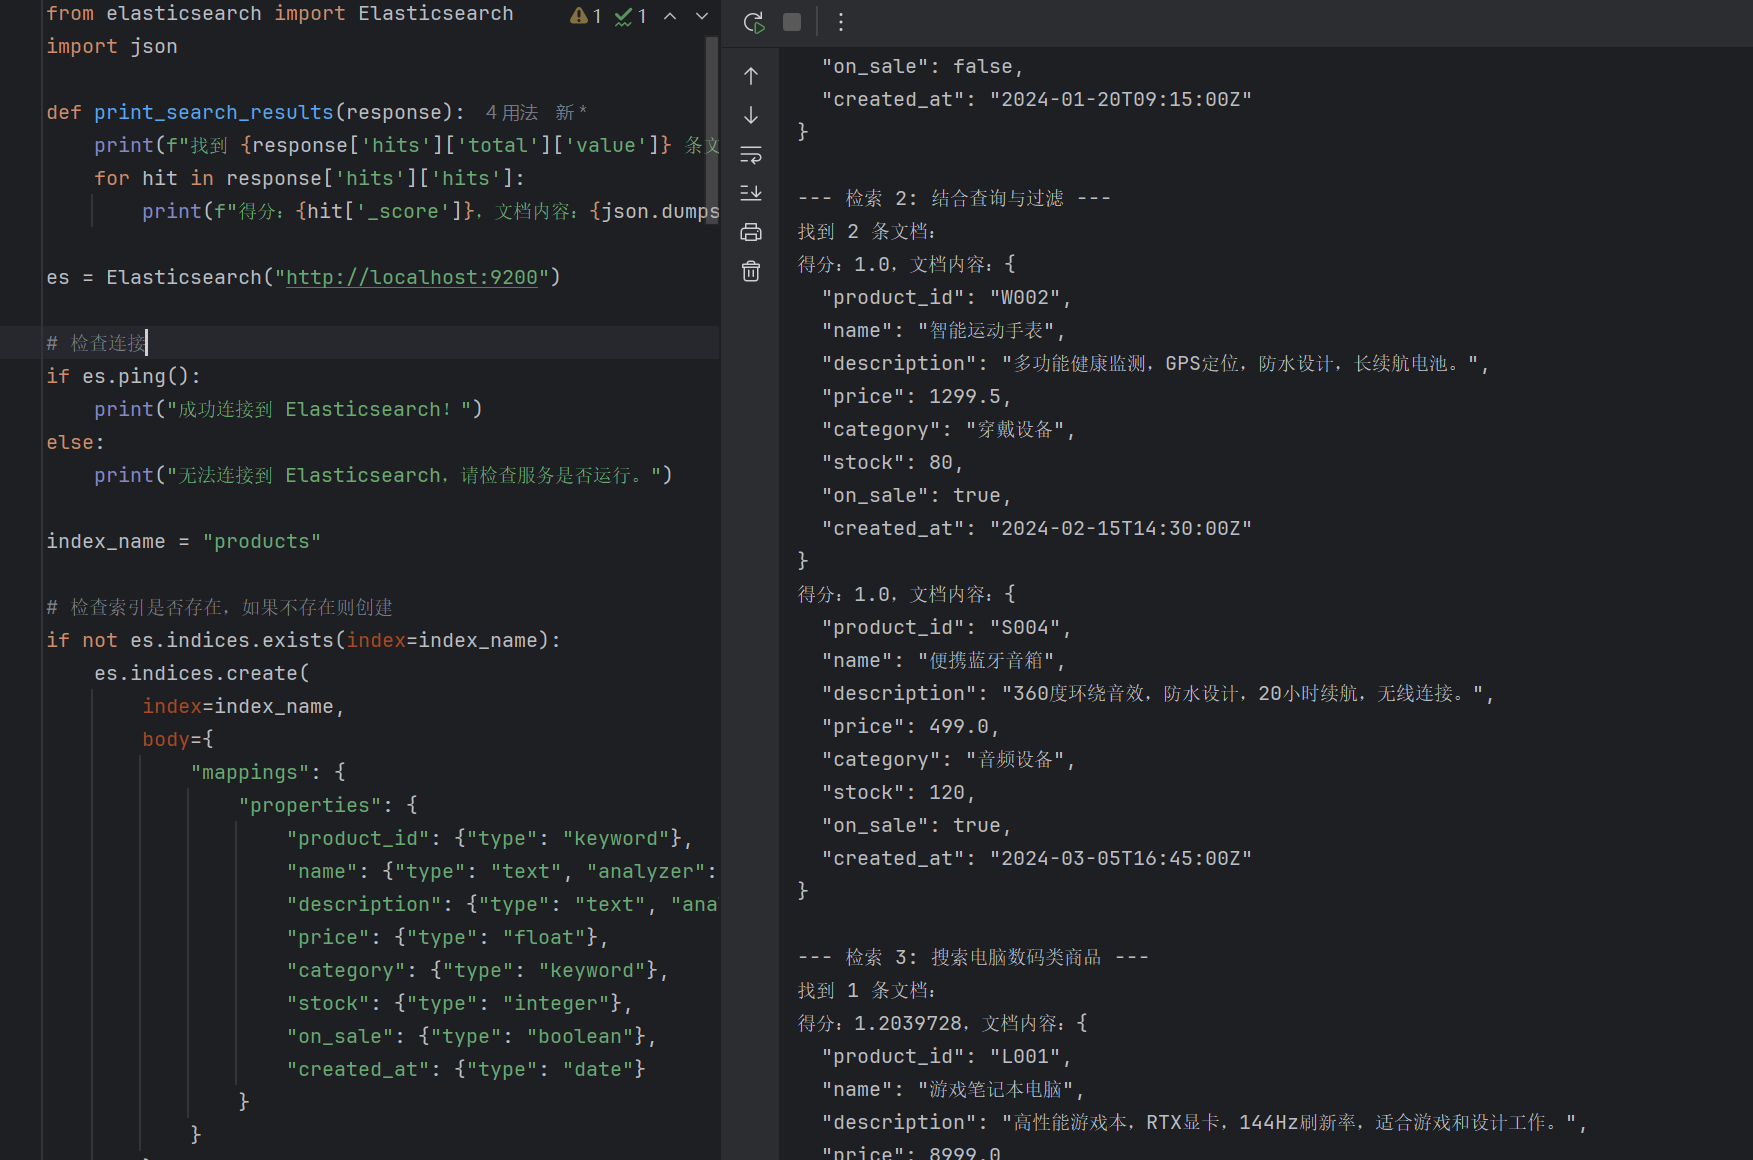 from elasticsearch import Elasticsearch
1
1
import json
def print_search_results(response):
4 用法 新 *
print(f"找到 {response['hits']['total']['value']} 条文
for hit in response['hits']['hits']:
print(f"得分: {hit['_score']}, 文档内容: {json.dumps
es = Elasticsearch("http://localhost:9200")
# 检查连接
if es.ping():
print("成功连接到 Elasticsearch! ")
else:
print("无法连接到 Elasticsearch, 请检查服务是否运行。")
index_name = "products"
# 检查索引是否存在, 如果不存在则创建
if not es.indices.exists(index=index_name):
es.indices.create(
index=index_name,
body={
"mappings": {
"properties": {
"product_id": {"type": "keyword"},
"name": {"type": "text", "analyzer":
"description": {"type": "text", "ana
"price": {"type": "float"},
"category": {"type": "keyword"},
"stock": {"type": "integer"},
"on_sale": {"type": "boolean"},
"created_at": {"type": "date"}
}
}
"on_sale": false,
"created_at": "2024-01-20T09:15:00Z"
}
--- 检索 2: 结合查询与过滤 ---
找到 2 条文档:
得分: 1.0, 文档内容: {
"product_id": "W002",
"name": "智能运动手表",
"description": "多功能健康监测, GPS定位, 防水设计, 长续航电池。",
"price": 1299.5,
"category": "穿戴设备",
"stock": 80,
"on_sale": true,
"created_at": "2024-02-15T14:30:00Z"
}
得分: 1.0, 文档内容: {
"product_id": "S004",
"name": "便携蓝牙音箱",
"description": "360度环绕音效, 防水设计, 20小时续航, 无线连接。",
"price": 499.0,
"category": "音频设备",
"stock": 120,
"on_sale": true,
"created_at": "2024-03-05T16:45:00Z"
}
--- 检索 3: 搜索电脑数码类商品 ---
找到 1 条文档:
得分: 1.2039728, 文档内容: {
"product_id": "L001",
"name": "游戏笔记本电脑",
"description": "高性能游戏本, RTX显卡, 144Hz刷新率, 适合游戏和设计工作。",
"price": 8999.0